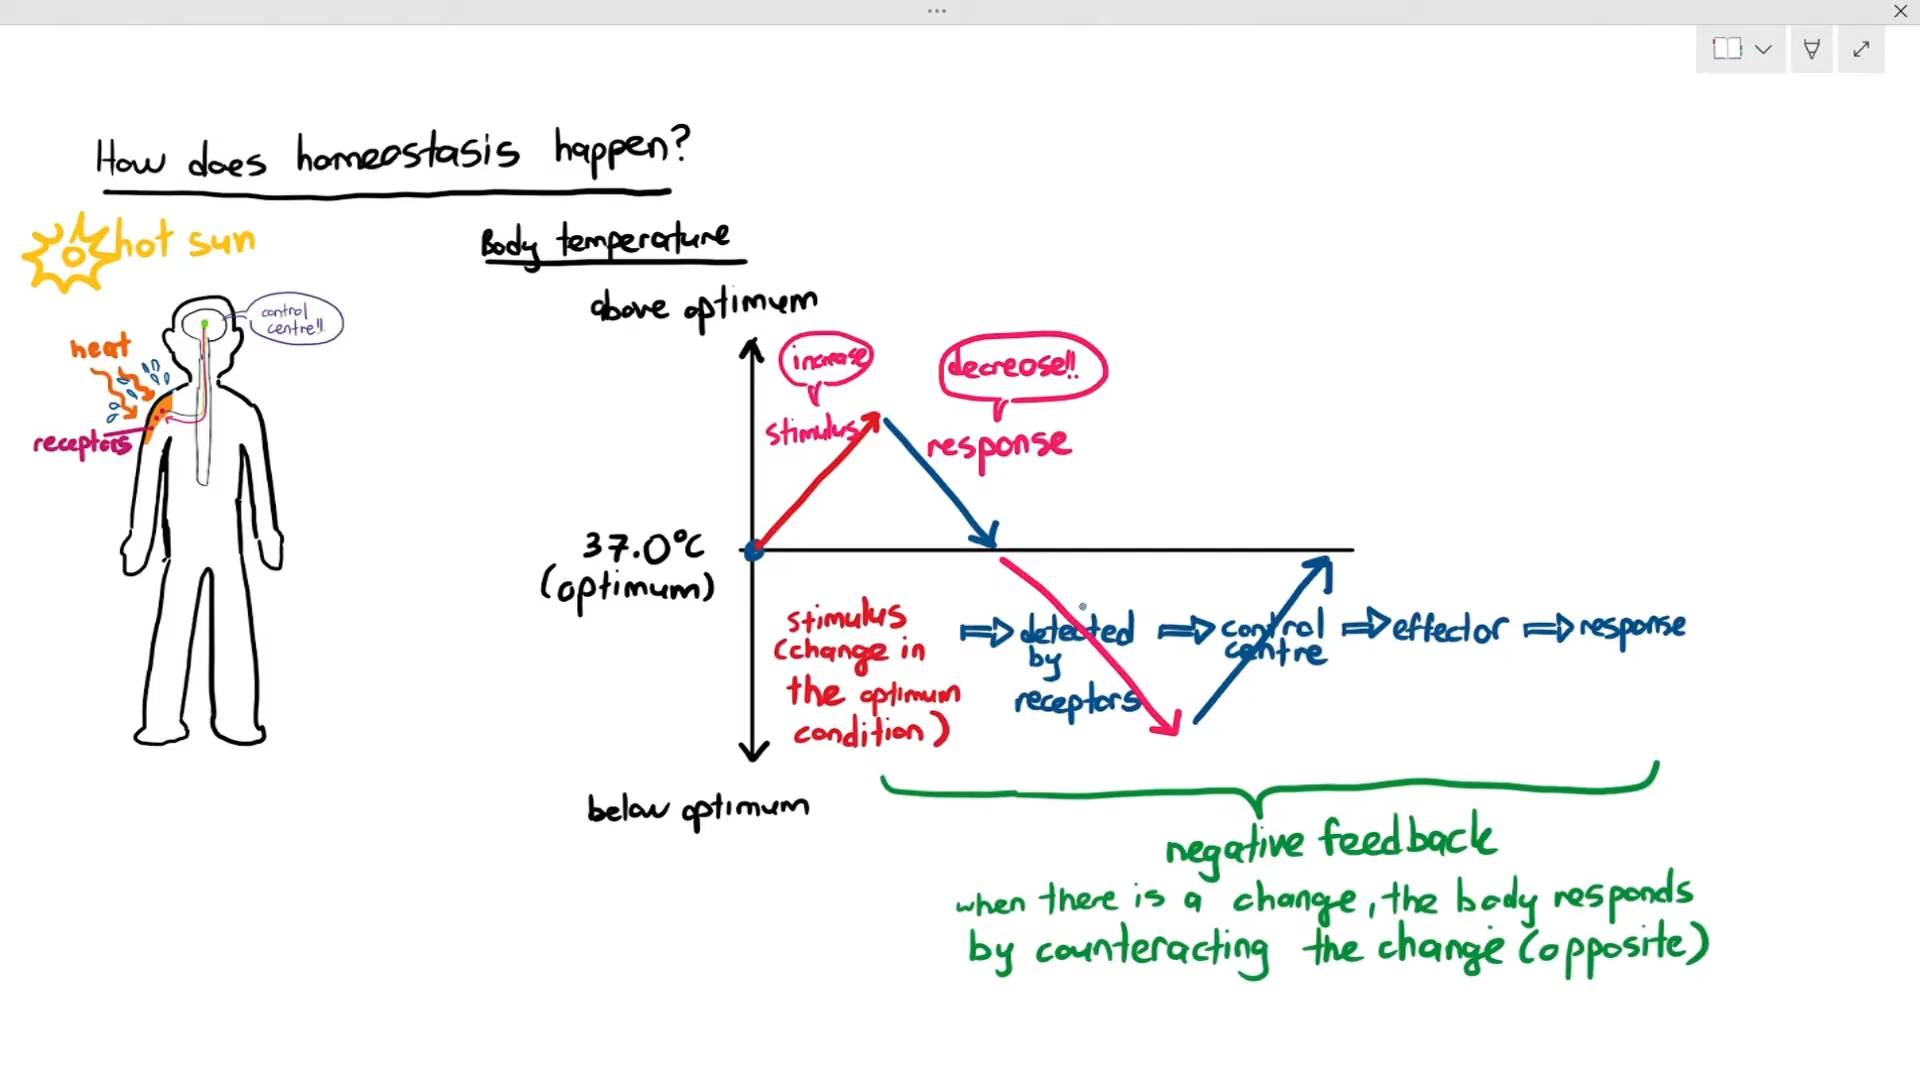 How does homeostasis happen?
hot sun
Body temperature
above optimum
control
centre!!
heat
receptors
increase
stimulus
decrease!!
response
37.0°C
(optimum)
stimulus
(change in
the optimum
condition)
⇒ detected
by
receptors
⇒ control
centre
⇒ effector ⇒ response
below optimum
negative feedback
when there is a change, the body responds
by counteracting the change (opposite)